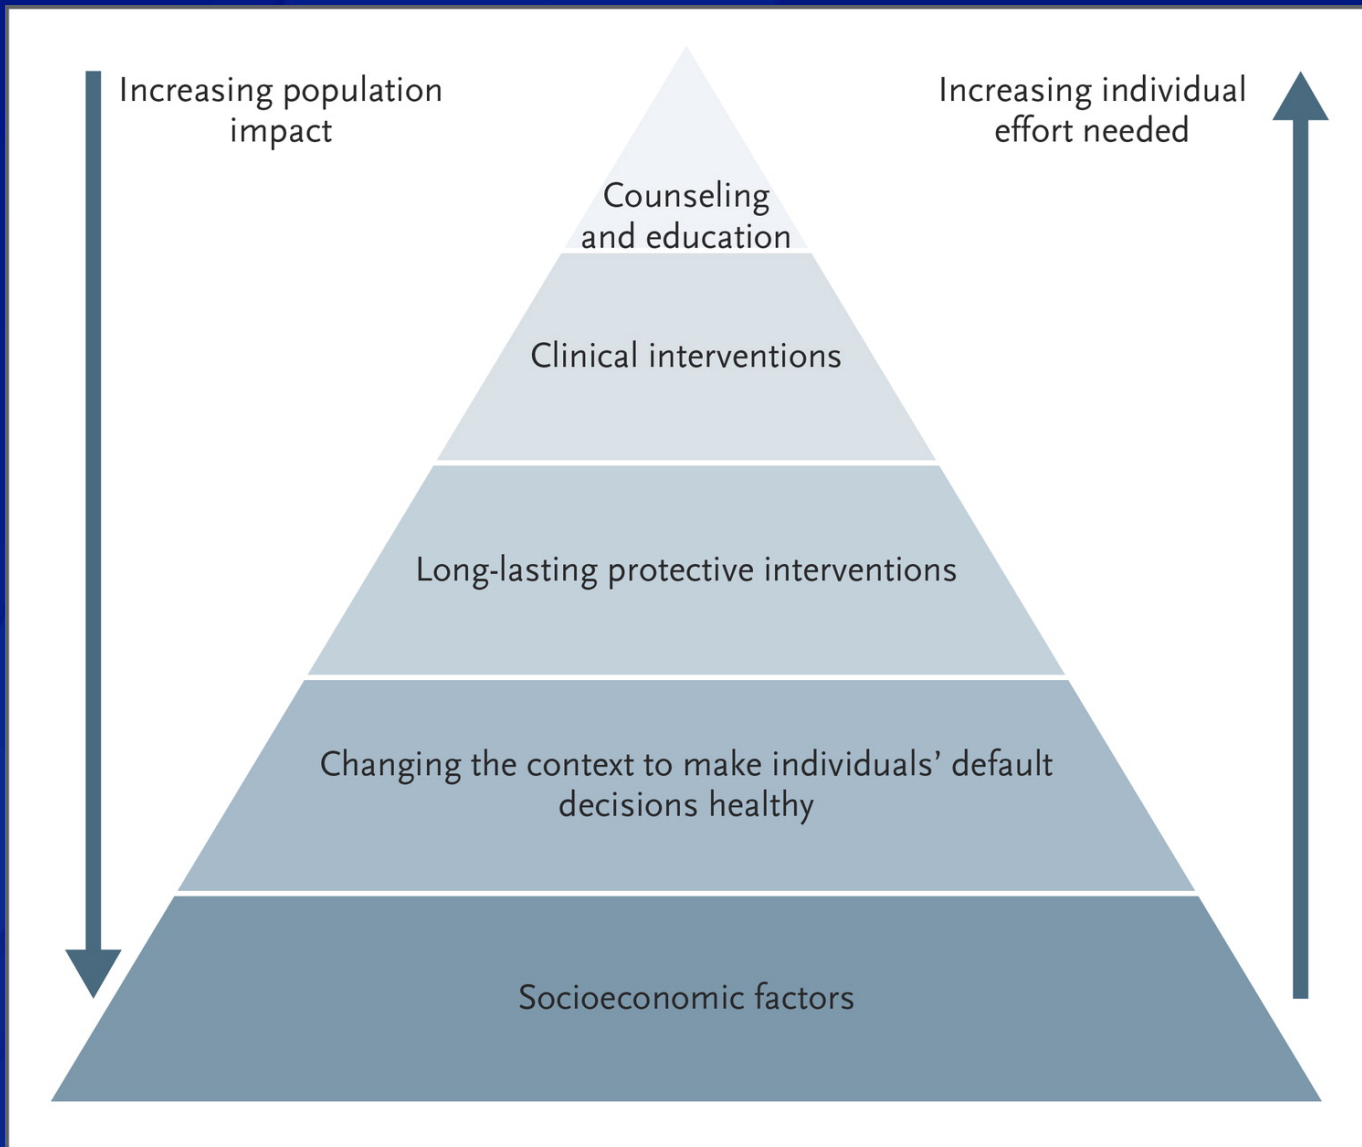 Increasing population
impact
Increasing individual
effort needed
Counseling
and education
Clinical interventions
Long-lasting protective interventions
Changing the context to make individuals’ default
decisions healthy
Socioeconomic factors